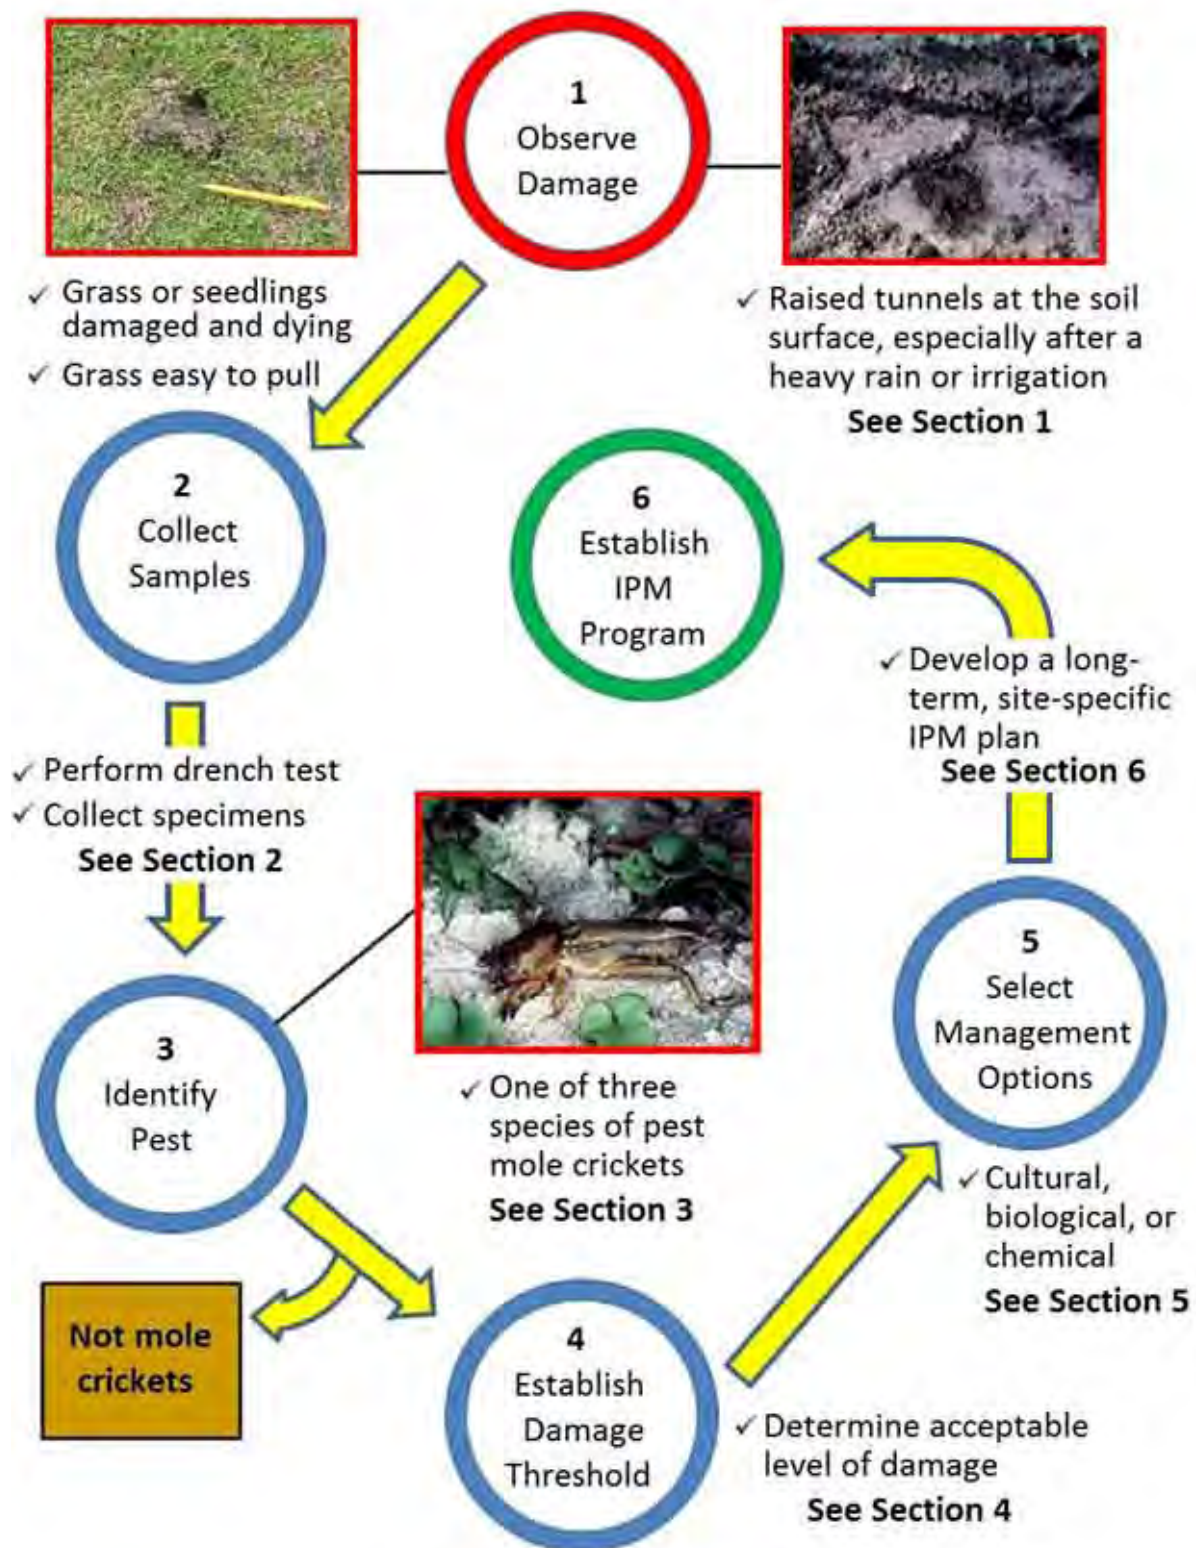 1
Observe
Damage
✓ Grass or seedlings
damaged and dying
✓ Grass easy to pull
✓ Raised tunnels at the soil
surface, especially after a
heavy rain or irrigation
See Section 1
2
Collect
Samples
✓ Perform drench test
✓ Collect specimens
See Section 2
3
Identify
Pest
✓ One of three
species of pest
mole crickets
See Section 3
Not mole
crickets
4
Establish
Damage
Threshold
✓ Determine acceptable
level of damage
See Section 4
5
Select
Management
Options
✓ Cultural,
biological, or
chemical
See Section 5
✓ Develop a long-
term, site-specific
IPM plan
See Section 6
6
Establish
IPM
Program